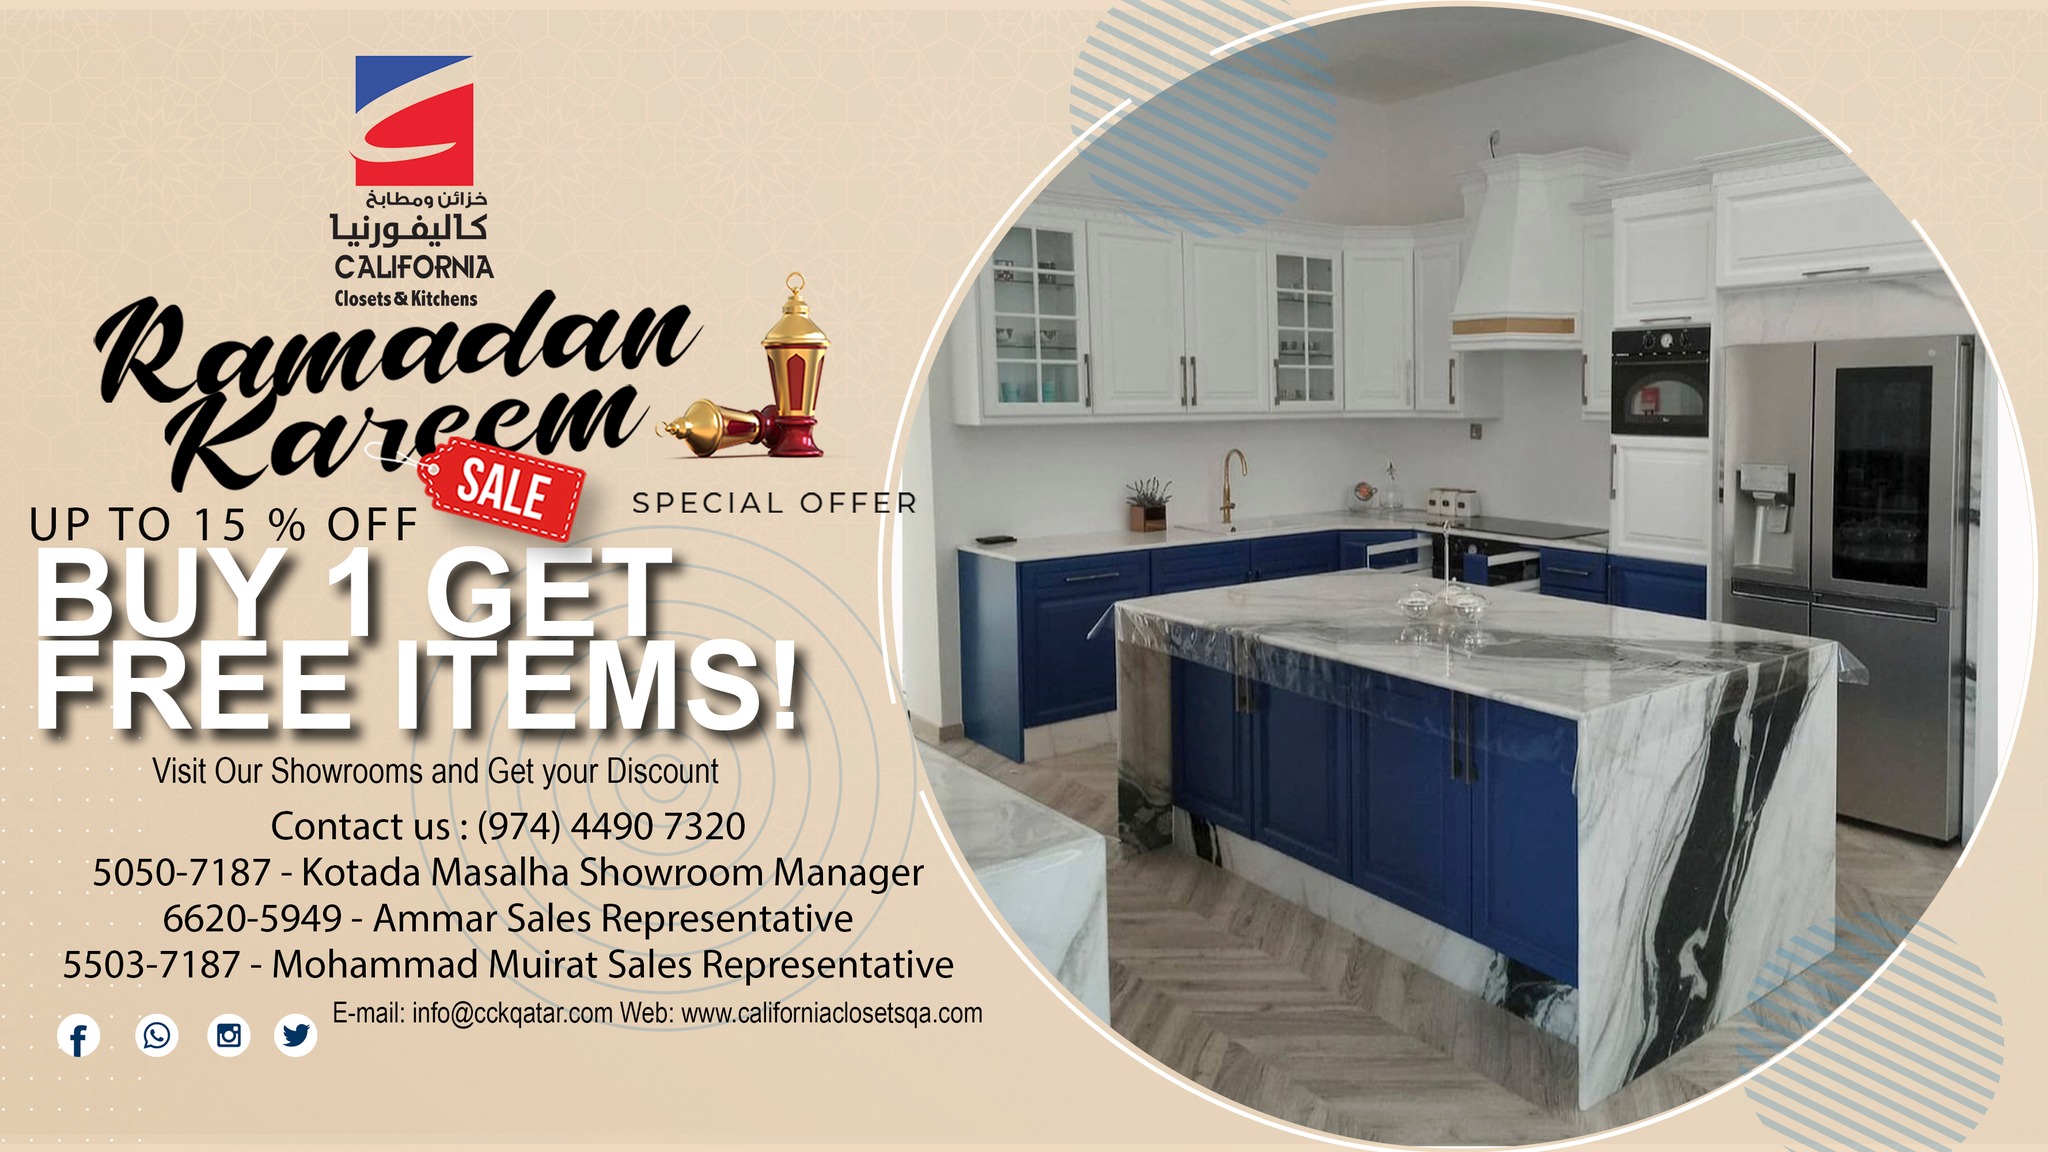 خزائن ومطابخ
كاليفورنيا
CALIFORNIA
Closets & Kitchens
Ramadan
Kareem
SALE
SPECIAL OFFER
UP TO 15 % OFF
BUY 1 GET
FREE ITEMS!
Visit Our Showrooms and Get your Discount
Contact us : (974) 4490 7320
5050-7187 - Kotada Masalha Showroom Manager
6620-5949 - Ammar Sales Representative
5503-7187 - Mohammad Muirat Sales Representative
E-mail: info@cckqatar.com Web: www.californiaclosetsqa.com